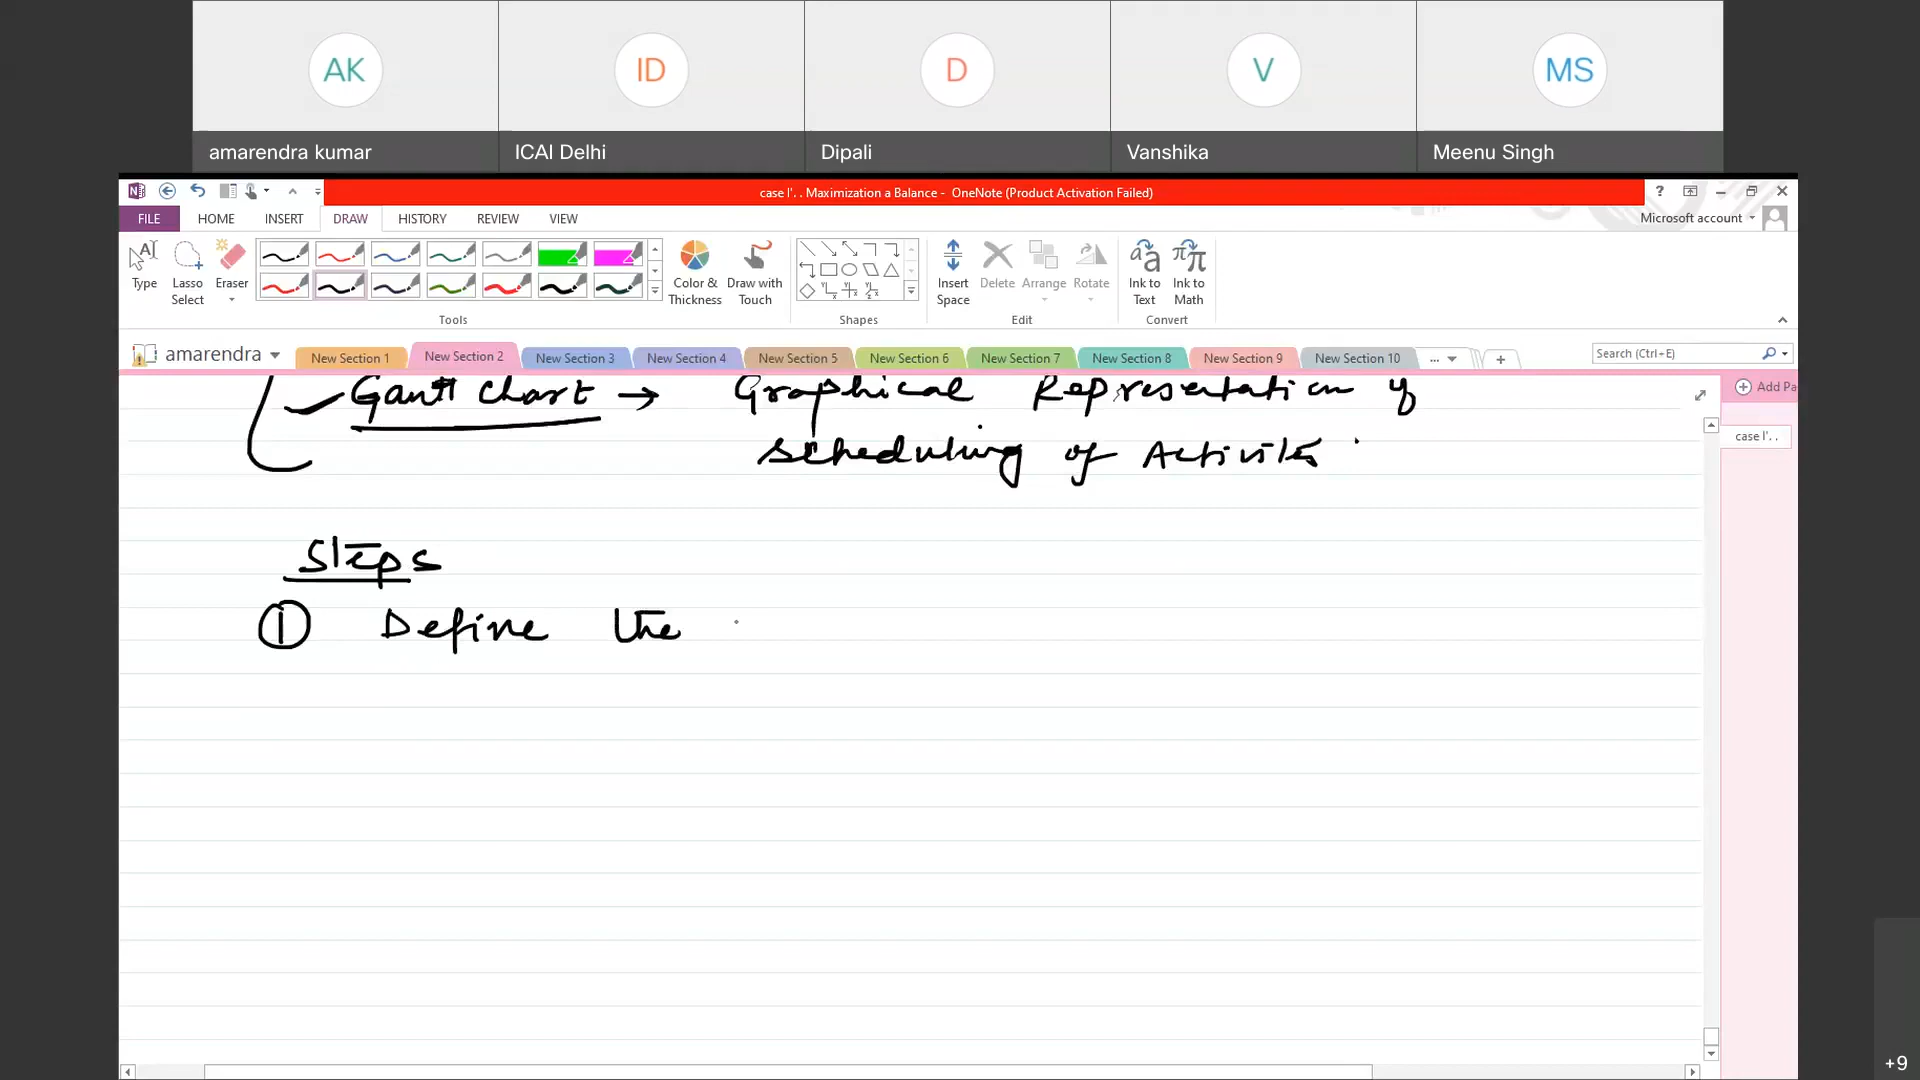 AK ID D V MS
amarendra kumar ICAI Delhi Dipali Vanshika Meenu Singh
case I'. . Maximization a Balance - OneNote (Product Activation Failed) ?
FILE HOME INSERT DRAW HISTORY REVIEW VIEW Microsoft account
Type Lasso Select Eraser Color & Thickness Draw with Touch Insert Space Delete Arrange Rotate Ink to Text Ink to Math
Tools Shapes Edit Convert
amarendra New Section 1 New Section 2 New Section 3 New Section 4 New Section 5 New Section 6 New Section 7 New Section 8 New Section 9 New Section 10 ... + Search (Ctrl+E)
Add Pa
case I'. .
Gantt chart → Graphical Representation of
scheduling of Activities
Steps
① Define the
+9